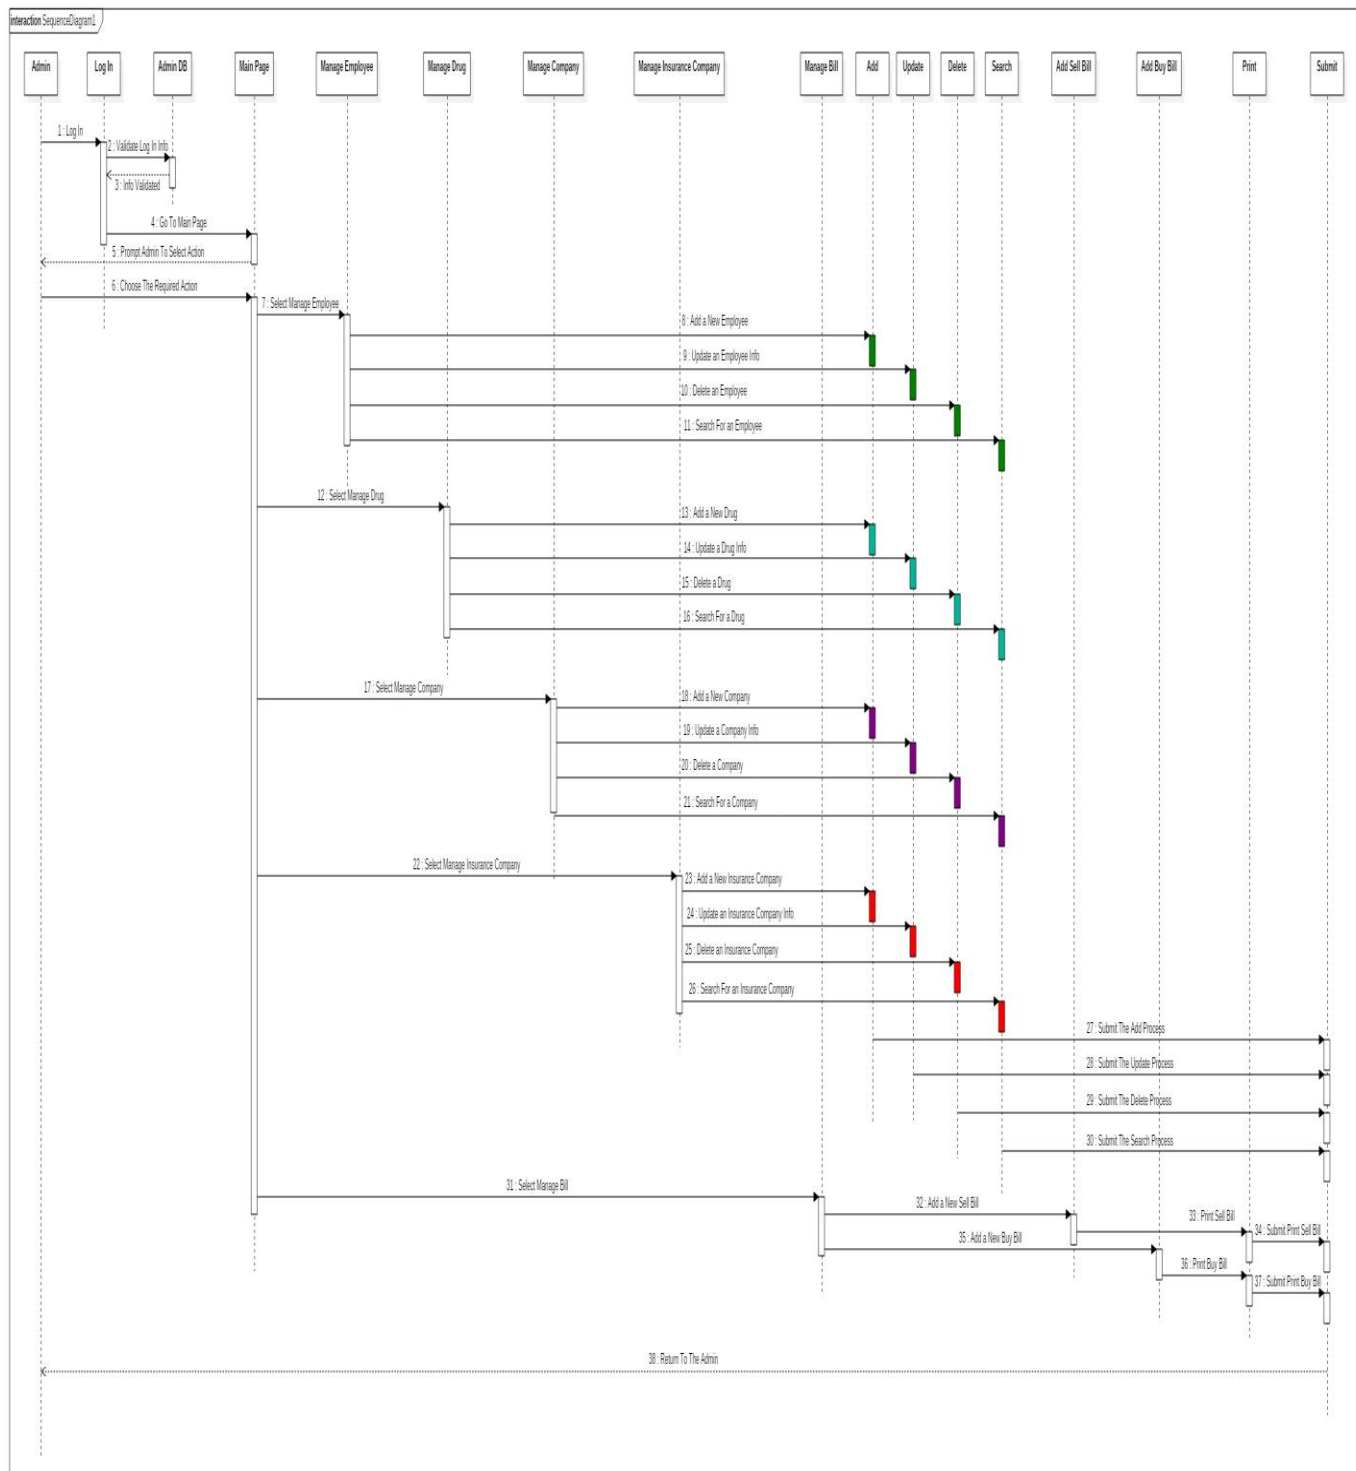 interaction SequenceDiagram1
Admin
Log In
Admin DB
Main Page
Manage Employee
Manage Drug
Manage Company
Manage Insurance Company
Manage Bill
Add
Update
Delete
Search
Add Sell Bill
Add Buy Bill
Print
Submit
1 : Log In
2 : Validate Log In Info
3 : Info Validated
4 : Go To Main Page
5 : Prompt Admin To Select Action
6 : Choose The Required Action
7 : Select Manage Employee
8 : Add a New Employee
9 : Update an Employee Info
10 : Delete an Employee
11 : Search For an Employee
12 : Select Manage Drug
13 : Add a New Drug
14 : Update a Drug Info
15 : Delete a Drug
16 : Search For a Drug
17 : Select Manage Company
18 : Add a New Company
19 : Update a Company Info
20 : Delete a Company
21 : Search For a Company
22 : Select Manage Insurance Company
23 : Add a New Insurance Company
24 : Update an Insurance Company Info
25 : Delete an Insurance Company
26 : Search For an Insurance Company
27 : Submit The Add Process
28 : Submit The Update Process
29 : Submit The Delete Process
30 : Submit The Search Process
31 : Select Manage Bill
32 : Add a New Sell Bill
33 : Print Sell Bill
34 : Submit Print Sell Bill
35 : Add a New Buy Bill
36 : Print Buy Bill
37 : Submit Print Buy Bill
38 : Return To The Admin